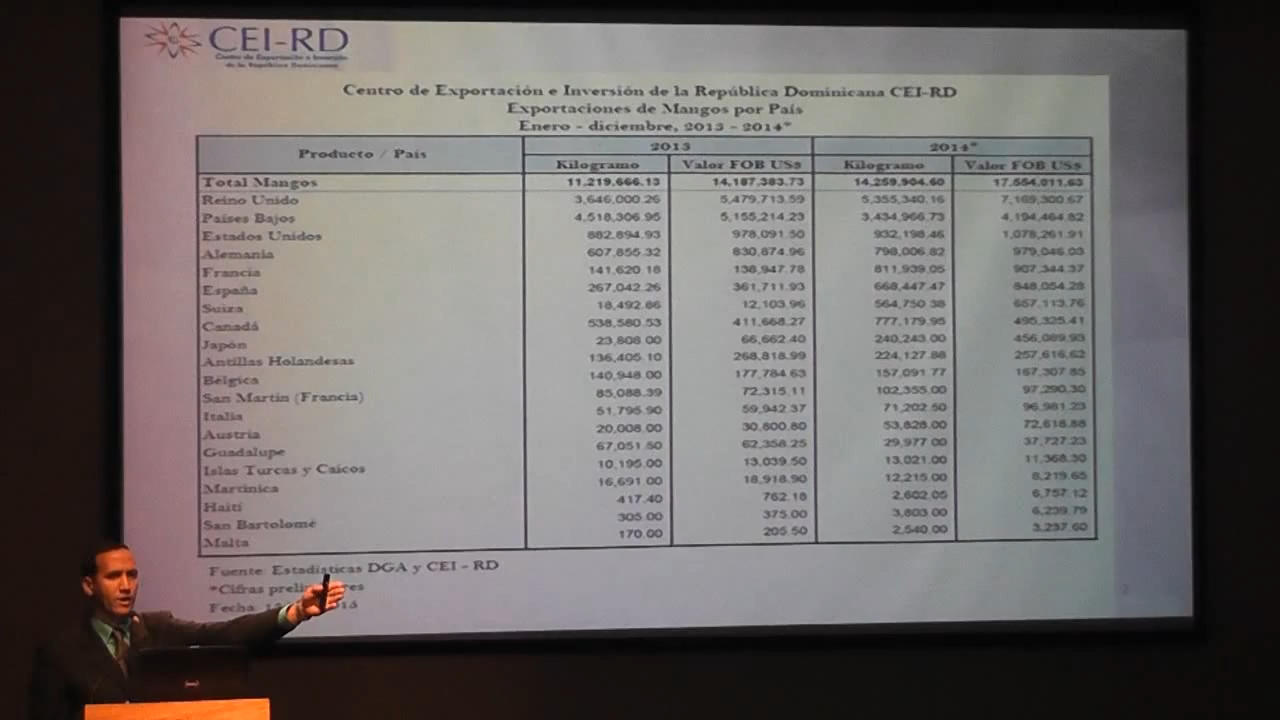 CEI-RD
Centro de Exportación e Inversión
de la República Dominicana
Centro de Exportación e Inversión de la República Dominicana CEI-RD
Exportaciones de Mangos por País
Enero - diciembre, 2013 - 2014*
Producto / País 2013 2014*
Kilogramo Valor FOB US$ Kilogramo Valor FOB US$
Total Mangos 11,219,666.13 14,187,383.73 14,259,904.60 17,554,011.63
Reino Unido 3,646,000.26 5,479,713.59 5,355,340.16 7,169,300.67
Países Bajos 4,518,306.95 5,155,214.23 3,434,966.73 4,194,464.82
Estados Unidos 882,894.93 978,091.50 932,198.46 1,078,261.91
Alemania 607,855.32 830,874.96 798,006.82 979,046.03
Francia 141,620.18 138,947.78 811,939.05 907,344.37
España 267,042.26 361,711.93 668,447.47 848,054.28
Suiza 18,492.86 12,103.96 564,750.38 657,113.76
Canadá 538,580.53 411,668.27 777,179.95 495,325.41
Japón 23,808.00 66,662.40 240,243.00 456,089.93
Antillas Holandesas 136,405.10 268,818.99 224,127.88 257,616.62
Bélgica 140,948.00 177,784.63 157,091.77 167,307.85
San Martin (Francia) 85,088.39 72,315.11 102,355.00 97,290.30
Italia 51,795.90 59,942.37 71,202.50 96,981.23
Austria 20,008.00 30,800.80 53,828.00 72,618.88
Guadalupe 67,051.50 62,358.25 29,977.00 37,727.23
Islas Turcas y Caicos 10,195.00 13,039.50 13,021.00 11,368.30
Martinica 16,691.00 18,918.90 12,215.00 8,219.65
Haití 417.40 762.18 2,602.05 6,757.12
San Bartolomé 305.00 375.00 3,803.00 6,239.79
Malta 170.00 205.50 2,540.00 3,237.60
Fuente: Estadísticas DGA y CEI - RD
*Cifras
Fecha:
2